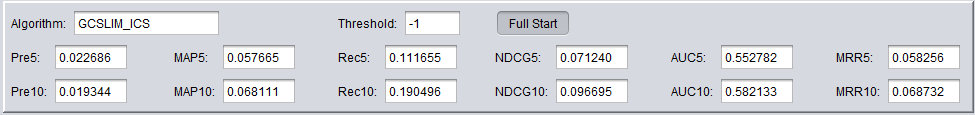 Algorithm: GCSLIM_ICS Threshold: -1 Full Start
Pre5: 0.022686 MAP5: 0.057665 Rec5: 0.111655 NDCG5: 0.071240 AUC5: 0.552782 MRR5: 0.058256
Pre10: 0.019344 MAP10: 0.068111 Rec10: 0.190496 NDCG10: 0.096695 AUC10: 0.582133 MRR10: 0.068732